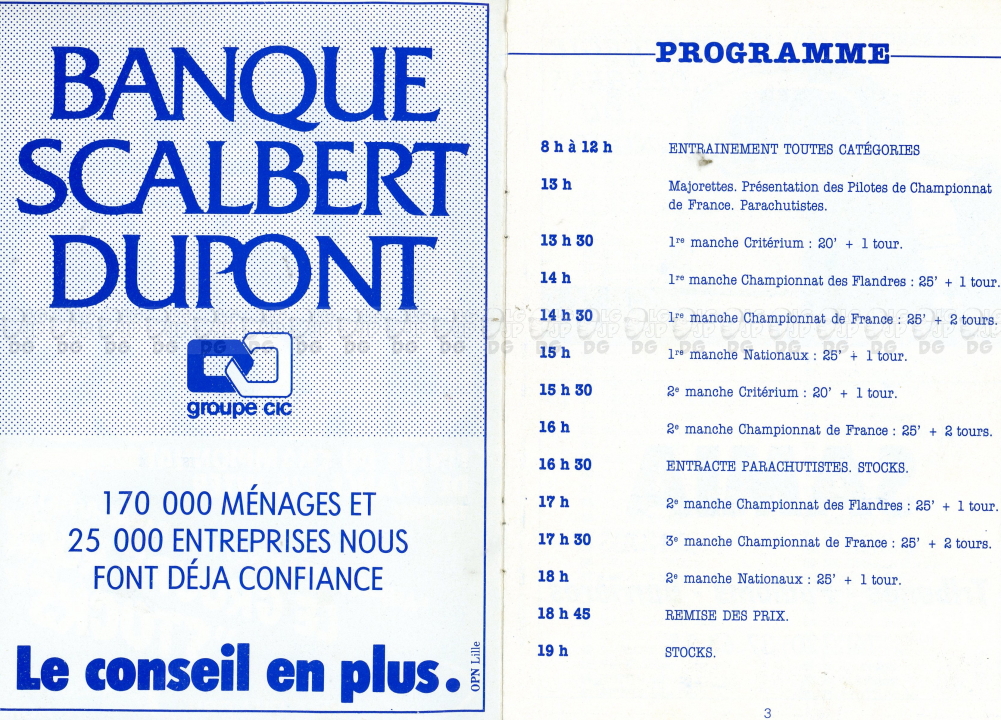 BANQUE
SCALBERT
DUPONT
groupe cic
170 000 MÉNAGES ET
25 000 ENTREPRISES NOUS
FONT DÉJA CONFIANCE
Le conseil en plus.
OPN Lille
PROGRAMME
8 h à 12 h ENTRAINEMENT TOUTES CATÉGORIES
13 h Majorettes. Présentation des Pilotes de Championnat
de France. Parachutistes.
13 h 30 1re manche Critérium : 20' + 1 tour.
14 h 1re manche Championnat des Flandres : 25' + 1 tour.
14 h 30 1re manche Championnat de France : 25' + 2 tours.
15 h 1re manche Nationaux : 25' + 1 tour.
15 h 30 2e manche Critérium : 20' + 1 tour.
16 h 2e manche Championnat de France : 25' + 2 tours.
16 h 30 ENTRACTE PARACHUTISTES. STOCKS.
17 h 2e manche Championnat des Flandres : 25' + 1 tour.
17 h 30 3e manche Championnat de France : 25' + 2 tours.
18 h 2e manche Nationaux : 25' + 1 tour.
18 h 45 REMISE DES PRIX.
19 h STOCKS.
3